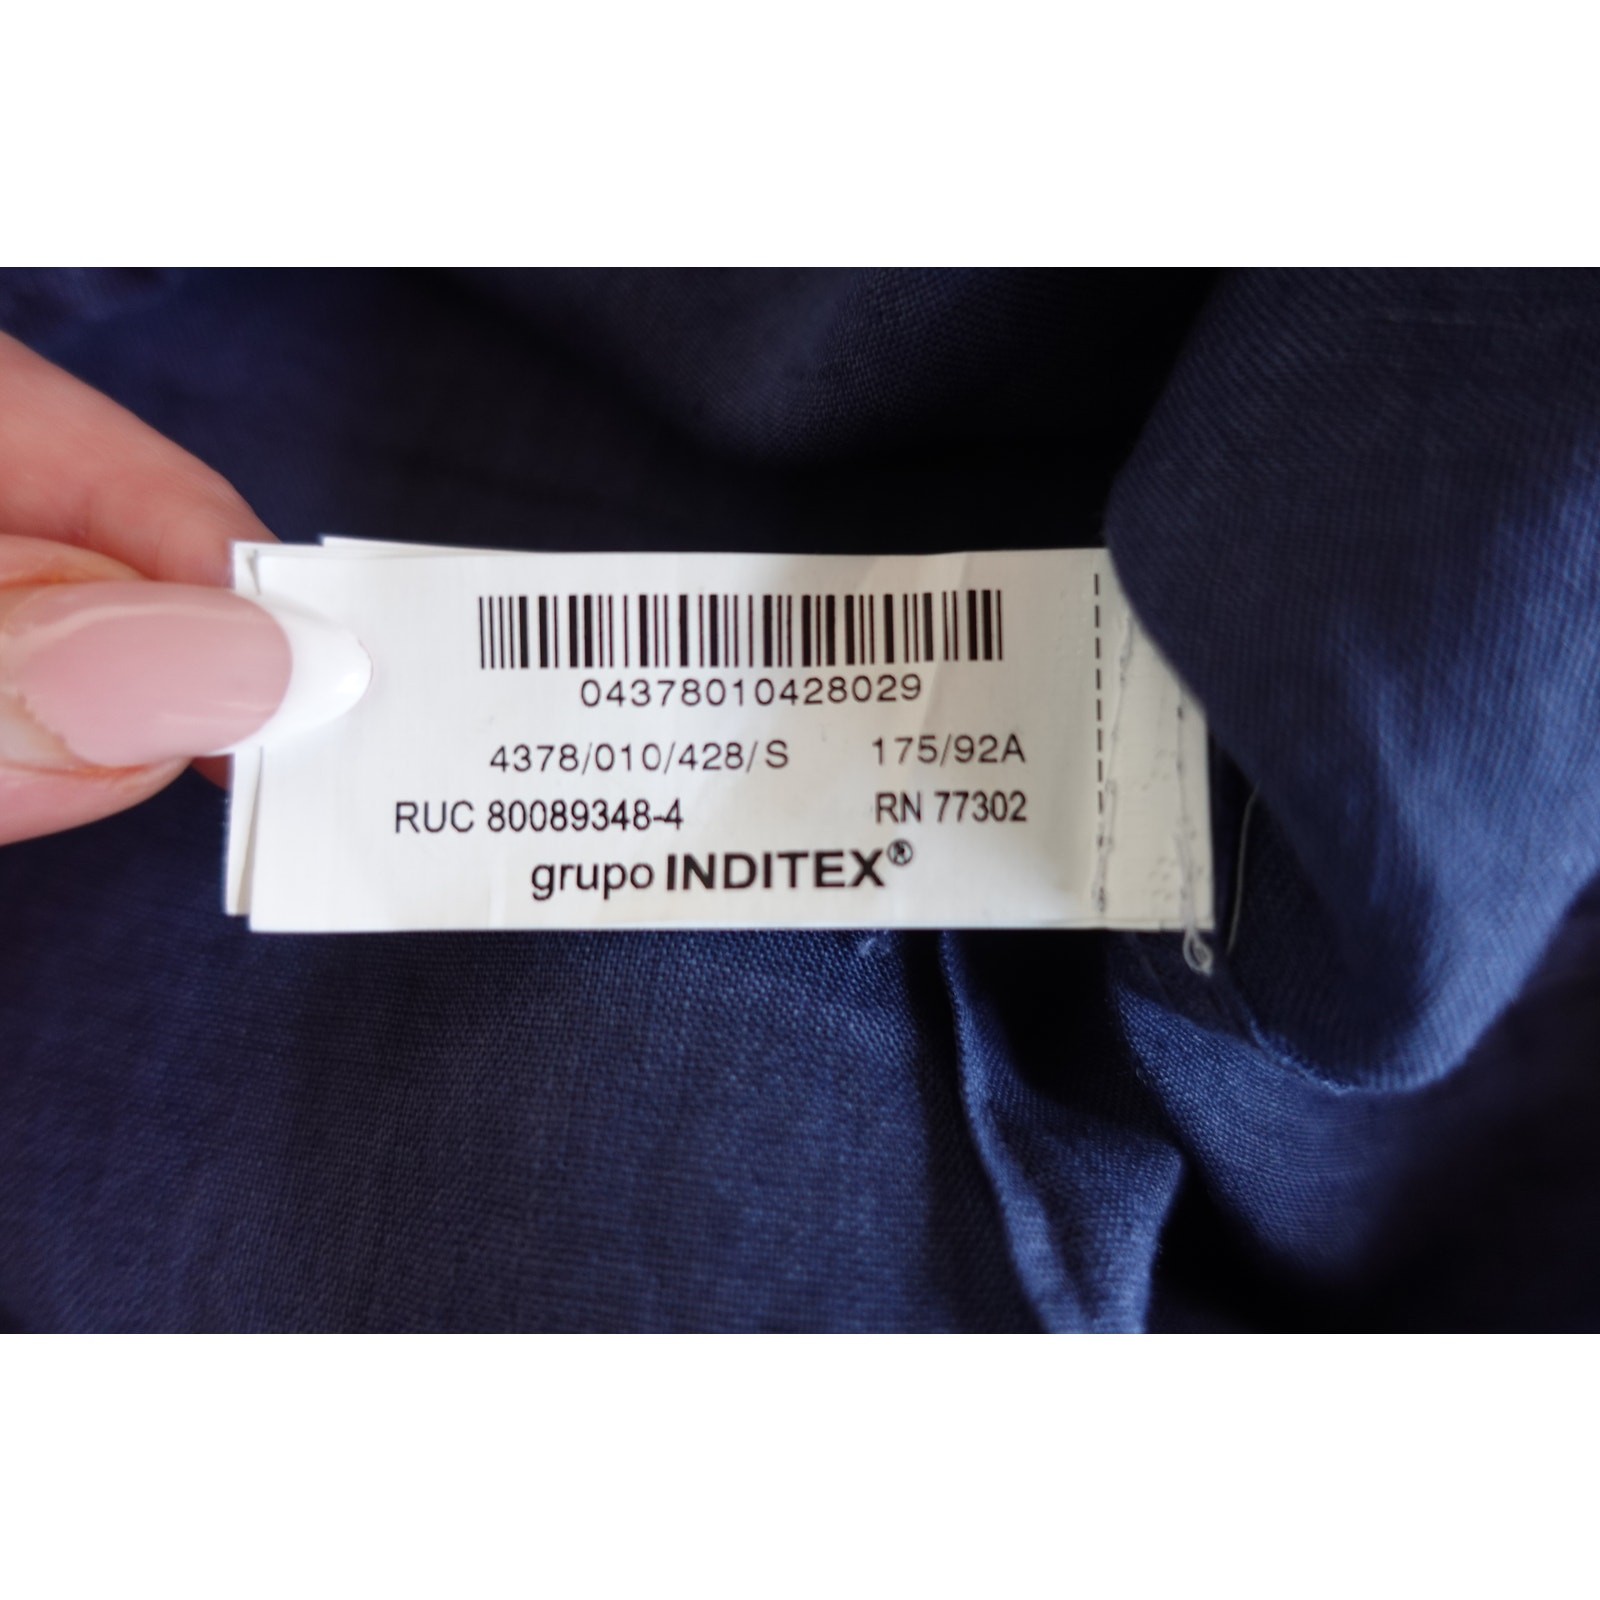 04378010428029
4378/010/428/S 175/92A
RUC 80089348-4 RN 77302
grupo INDITEX®